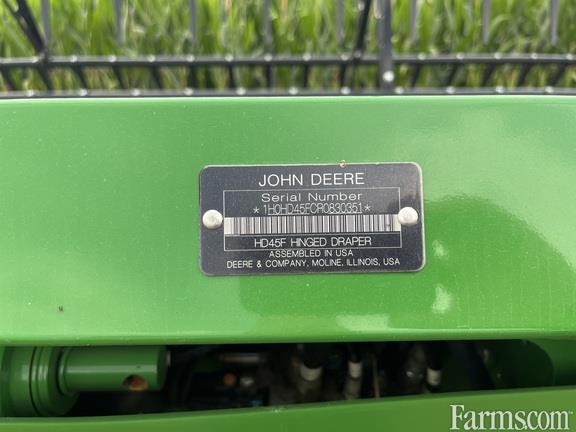 JOHN DEERE
Serial Number
*1H0HD45FCR0830351*
HD45F HINGED DRAPER
ASSEMBLED IN USA
DEERE & COMPANY, MOLINE, ILLINOIS, USA
Farms.com